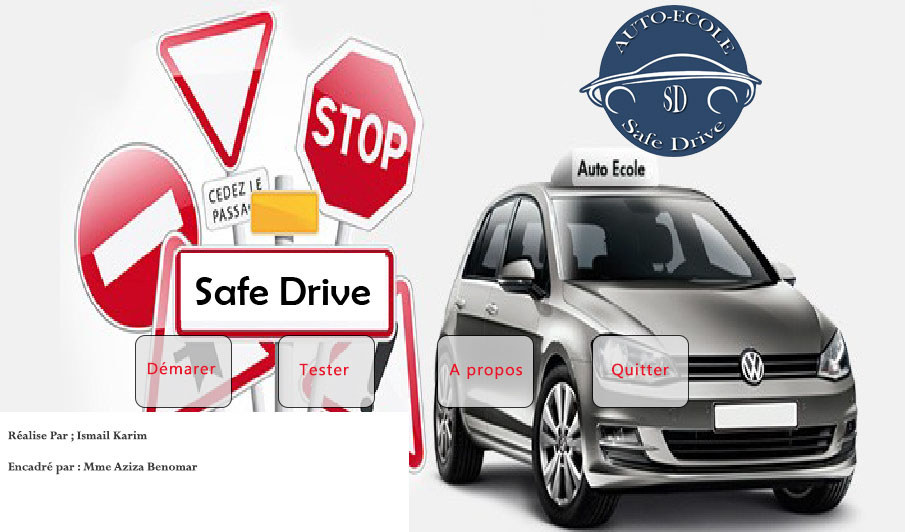 AUTO-ECOLE
SD
Safe Drive
STOP
CEDEZ LE
PASSA
Auto Ecole
Safe Drive
Démarer
Tester
A propos
Quitter
Réalise Par ; Ismail Karim
Encadré par : Mme Aziza Benomar